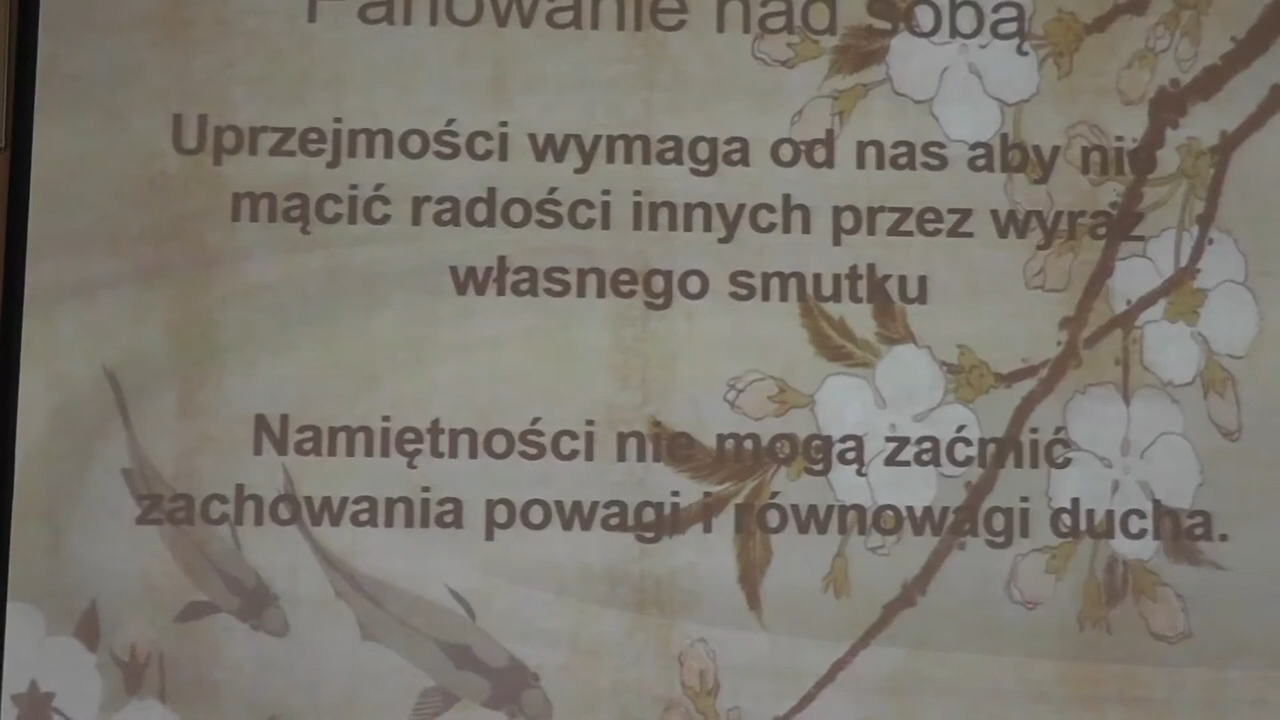 Panowanie nad sobą
Uprzejmości wymaga od nas aby nie
mącić radości innych przez wyraz
własnego smutku
Namiętności nie mogą zaćmić
zachowania powagi i równowagi ducha.